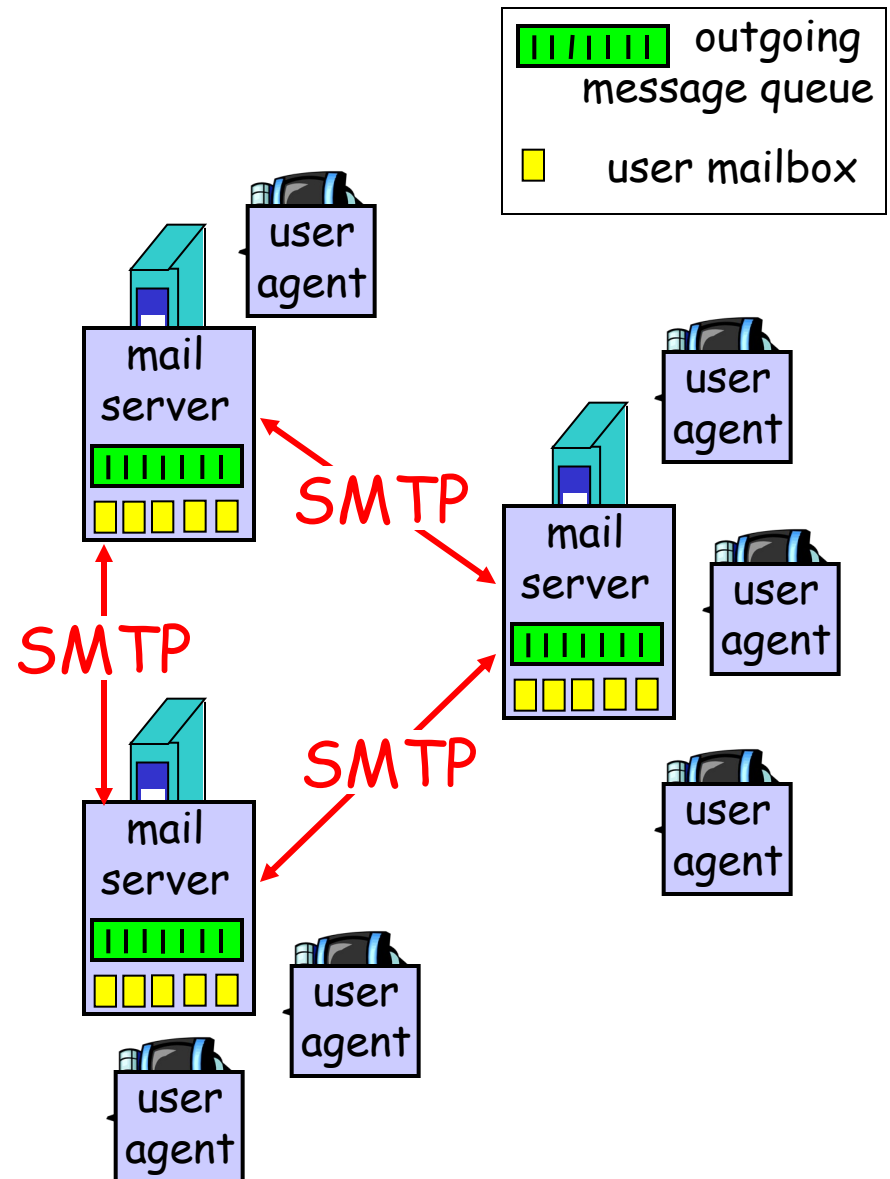 outgoing
message queue
user mailbox
user
agent
mail
server
user
agent
SMTP
mail
server
user
agent
SMTP
SMTP
user
agent
mail
server
user
agent
user
agent